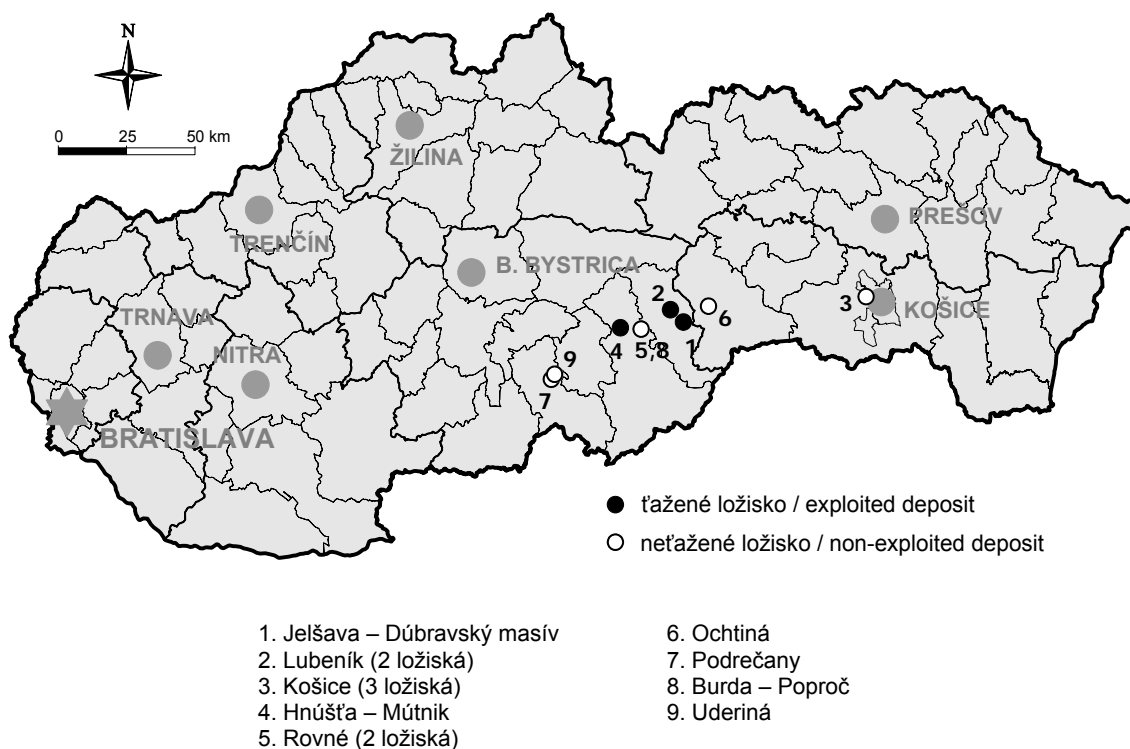 N
0 25 50 km
ŽILINA
TRENČÍN
PREŠOV
B. BYSTRICA
TRNAVA
NITRA
KOŠICE
BRATISLAVA
2
3
6
4
5,8
1
9
7
ťažené ložisko / exploited deposit
neťažené ložisko / non-exploited deposit
1. Jelšava – Dúbravský masív
2. Lubeník (2 ložiská)
3. Košice (3 ložiská)
4. Hnúšťa – Mútnik
5. Rovné (2 ložiská)
6. Ochtiná
7. Podrečany
8. Burda – Poproč
9. Uderiná